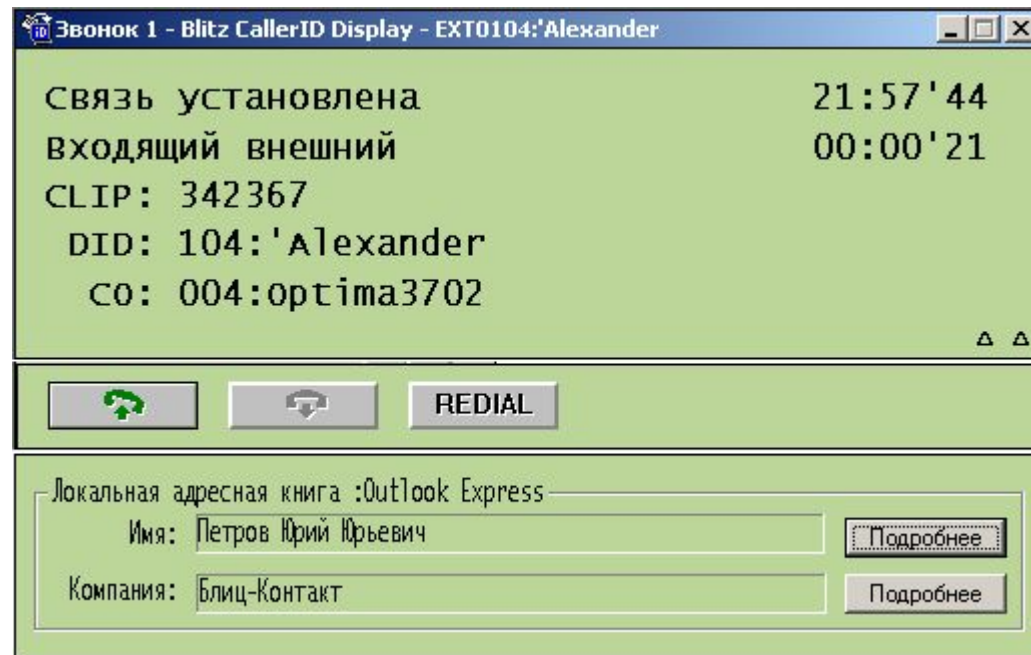 Звонок 1 - Blitz CallerID Display - EXT0104:'Alexander
Связь установлена 21:57'44
Входящий внешний 00:00'21
CLIP: 342367
DID: 104:'Alexander
CO: 004:Optima3702
REDIAL
Локальная адресная книга :Outlook Express
Имя: Петров Юрий Юрьевич Подробнее
Компания: Блиц-Контакт Подробнее